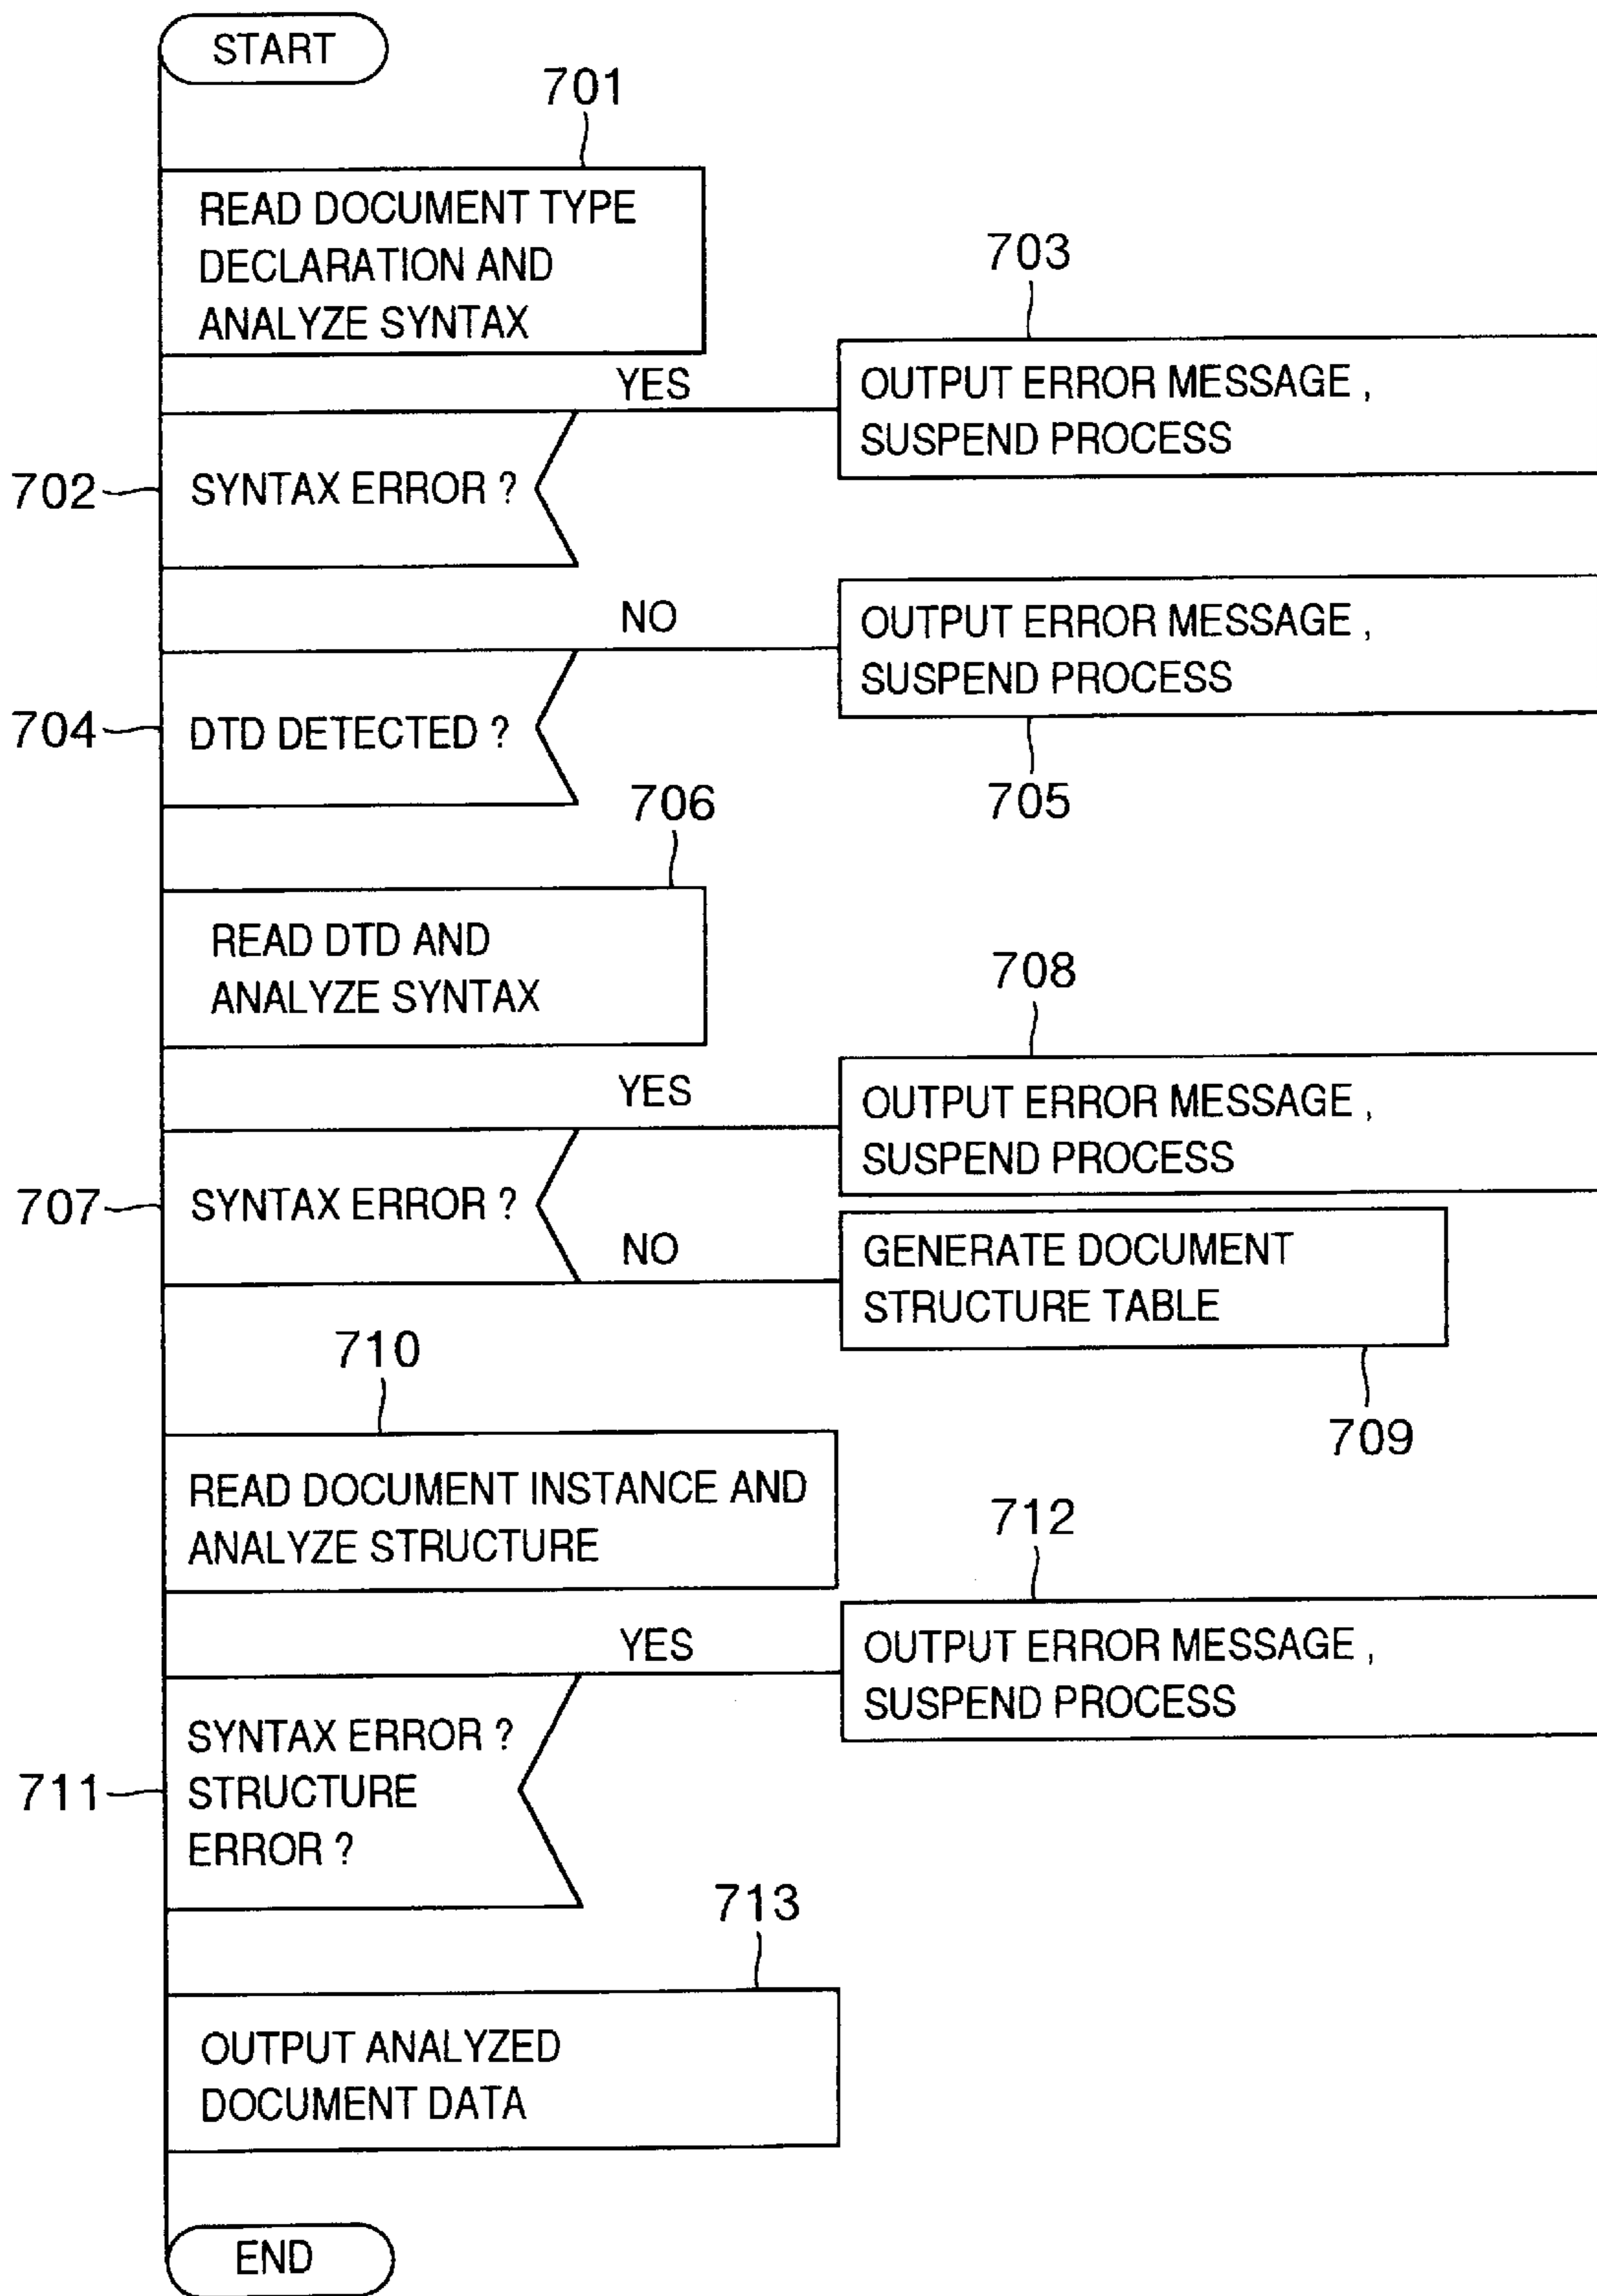 START
701
READ DOCUMENT TYPE
DECLARATION AND
ANALYZE SYNTAX
703
YES
OUTPUT ERROR MESSAGE ,
SUSPEND PROCESS
702
SYNTAX ERROR ?
NO
OUTPUT ERROR MESSAGE ,
SUSPEND PROCESS
704
DTD DETECTED ?
705
706
READ DTD AND
ANALYZE SYNTAX
708
YES
OUTPUT ERROR MESSAGE ,
SUSPEND PROCESS
707
SYNTAX ERROR ?
NO
GENERATE DOCUMENT
STRUCTURE TABLE
709
710
READ DOCUMENT INSTANCE AND
ANALYZE STRUCTURE
712
YES
OUTPUT ERROR MESSAGE ,
SUSPEND PROCESS
711
SYNTAX ERROR ?
STRUCTURE
ERROR ?
713
OUTPUT ANALYZED
DOCUMENT DATA
END